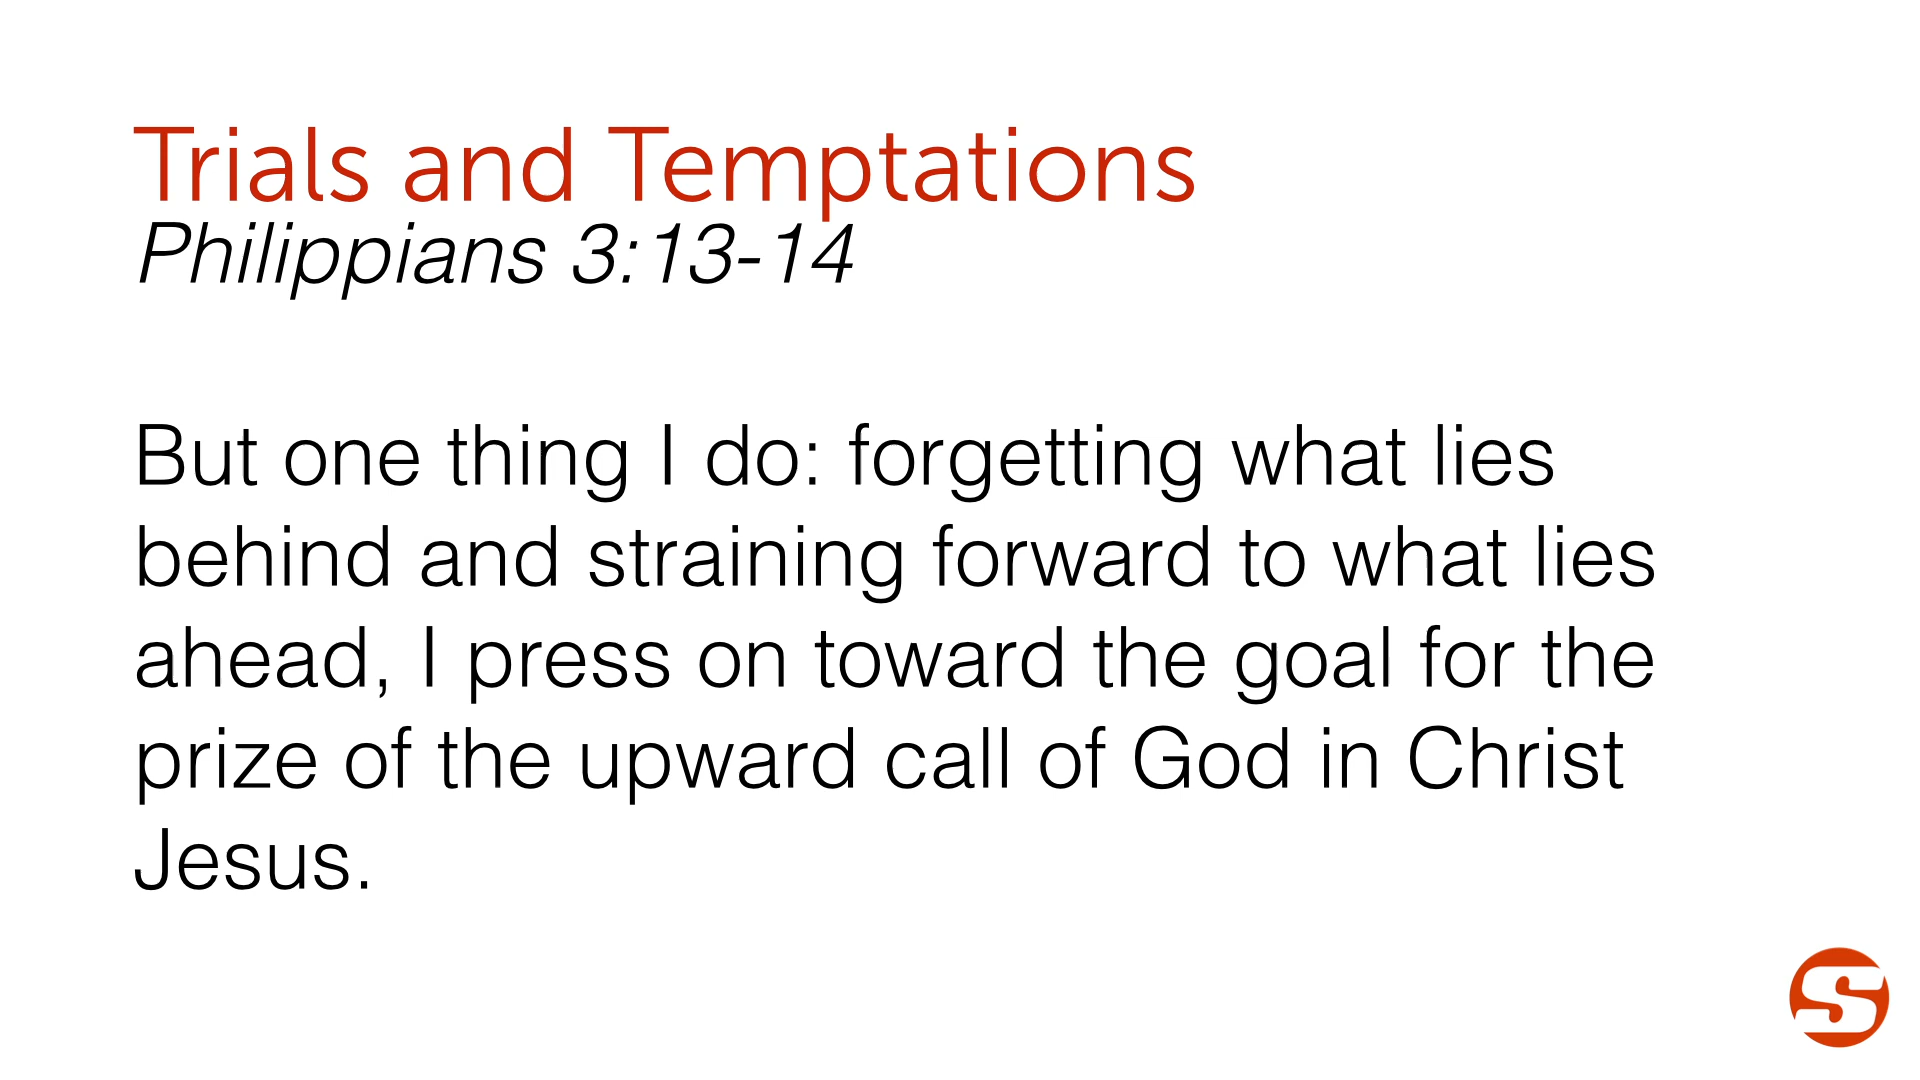 Trials and Temptations
Philippians 3:13-14
But one thing I do: forgetting what lies
behind and straining forward to what lies
ahead, I press on toward the goal for the
prize of the upward call of God in Christ
Jesus.
S